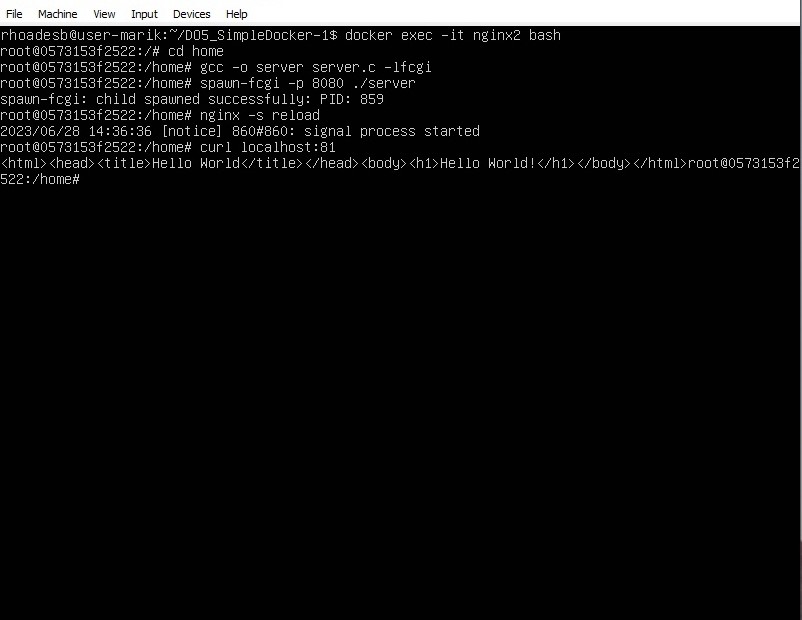 File Machine View Input Devices Help
rhoadesb@user-marik:~/DO5_SimpleDocker-1$ docker exec -it nginx2 bash
root@0573153f2522:/# cd home
root@0573153f2522:/home# gcc -o server server.c -lfcgi
root@0573153f2522:/home# spawn-fcgi -p 8080 ./server
spawn-fcgi: child spawned successfully: PID: 859
root@0573153f2522:/home# nginx -s reload
2023/06/28 14:36:36 [notice] 860#860: signal process started
root@0573153f2522:/home# curl localhost:81
<html><head><title>Hello World</title></head><body><h1>Hello World!</h1></body></html>root@0573153f2
522:/home#